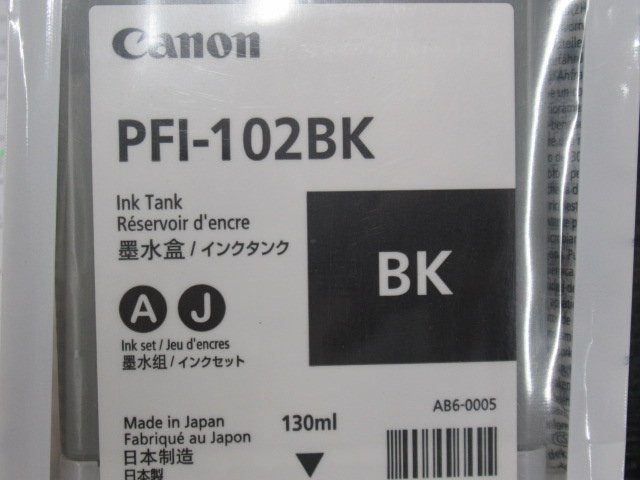 Canon
PFI-102BK
Ink Tank
Réservoir d'encre
墨水盒 / インクタンク
BK
A J
Ink set / Jeu d'encres
墨水组 / インクセット
AB6-0005
Made in Japan
130ml
Fabriqué au Japon
日本制造
日本製